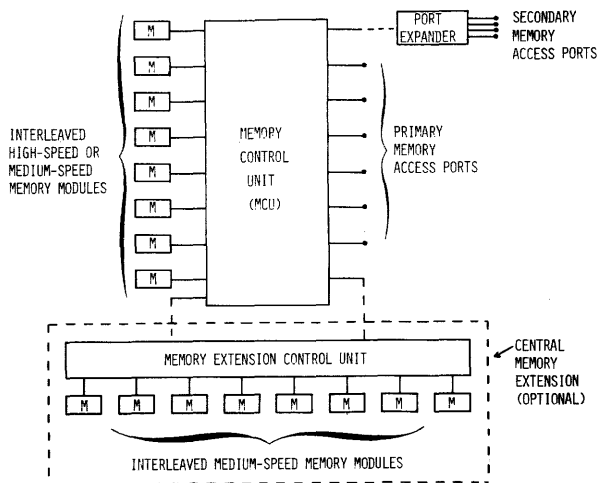 PORT
EXPANDER
SECONDARY
MEMORY
ACCESS PORTS
M
M
M
M
M
M
M
M
INTERLEAVED
HIGH-SPEED OR
MEDIUM-SPEED
MEMORY MODULES
MEMORY
CONTROL
UNIT
(MCU)
PRIMARY
MEMORY
ACCESS PORTS
MEMORY EXTENSION CONTROL UNIT
M M M M M M M M
INTERLEAVED MEDIUM-SPEED MEMORY MODULES
CENTRAL
MEMORY
EXTENSION
(OPTIONAL)